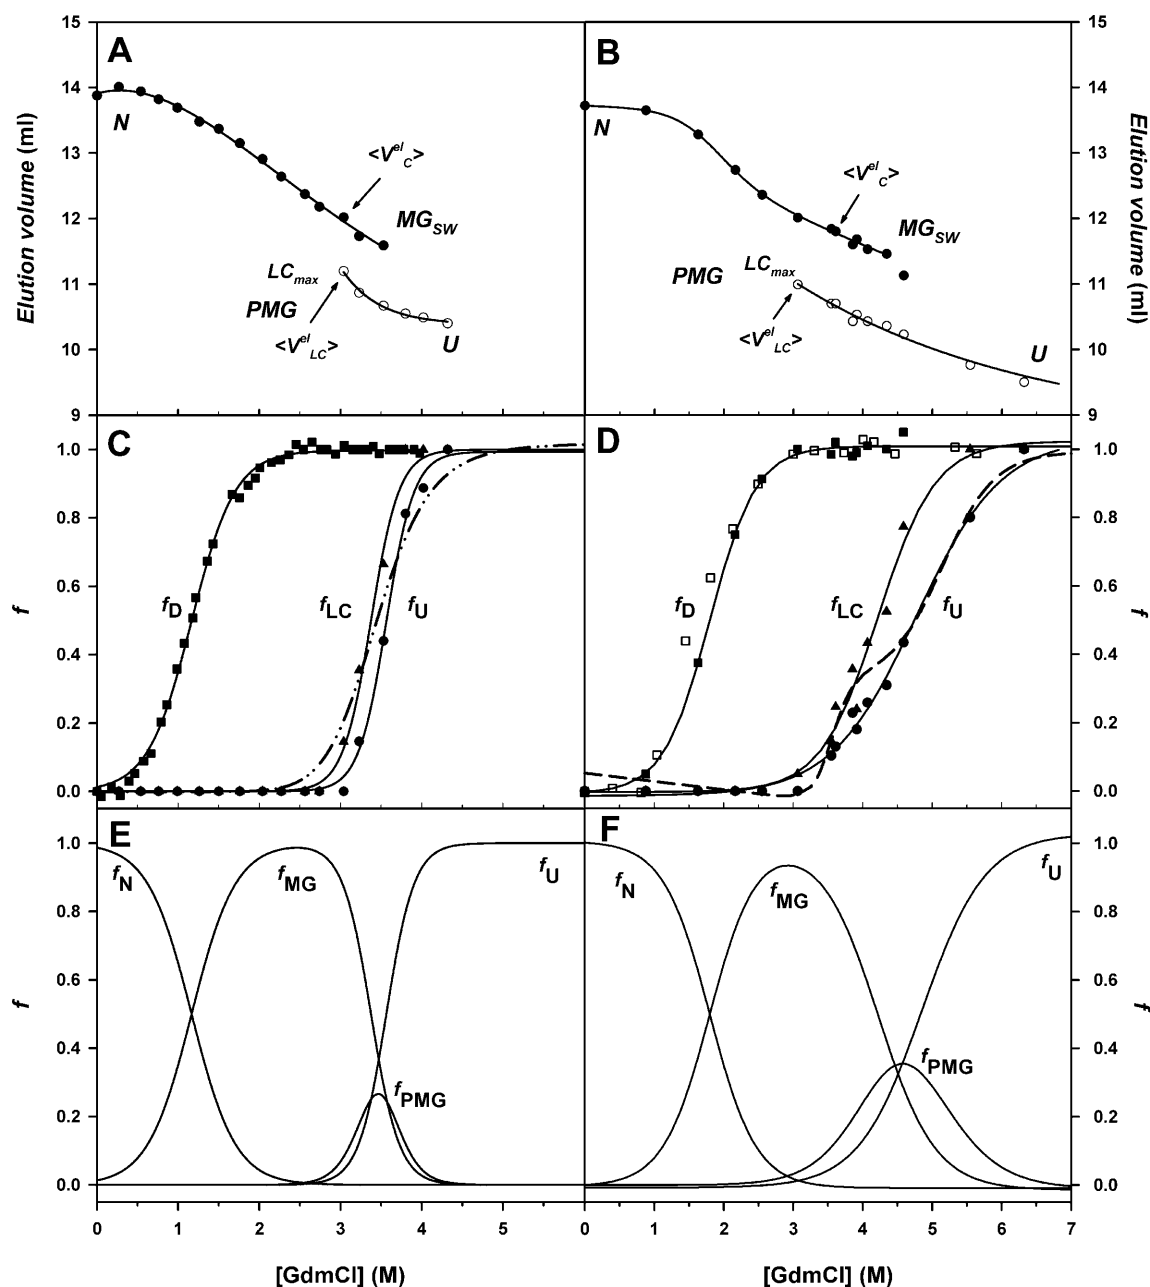 15 A B 15
14 14
N N
13 <V^el_C> <V^el_C> 13
Elution volume (ml) Elution volume (ml)
12 MG_SW MG_SW 12
11 LC_max LC_max 11
PMG PMG
<V^el_LC> <V^el_LC>
10 U U 10
9 9
C D
1.0 1.0
0.8 0.8
0.6 0.6
f f_D f_LC f_U f_D f_LC f_U f
0.4 0.4
0.2 0.2
0.0 0.0
E F
1.0 1.0
f_N f_MG f_U f_N f_MG f_U
0.8 0.8
0.6 0.6
f f
0.4 0.4
f_PMG f_PMG
0.2 0.2
0.0 0.0
0 1 2 3 4 5 0 1 2 3 4 5 6 7
[GdmCl] (M) [GdmCl] (M)